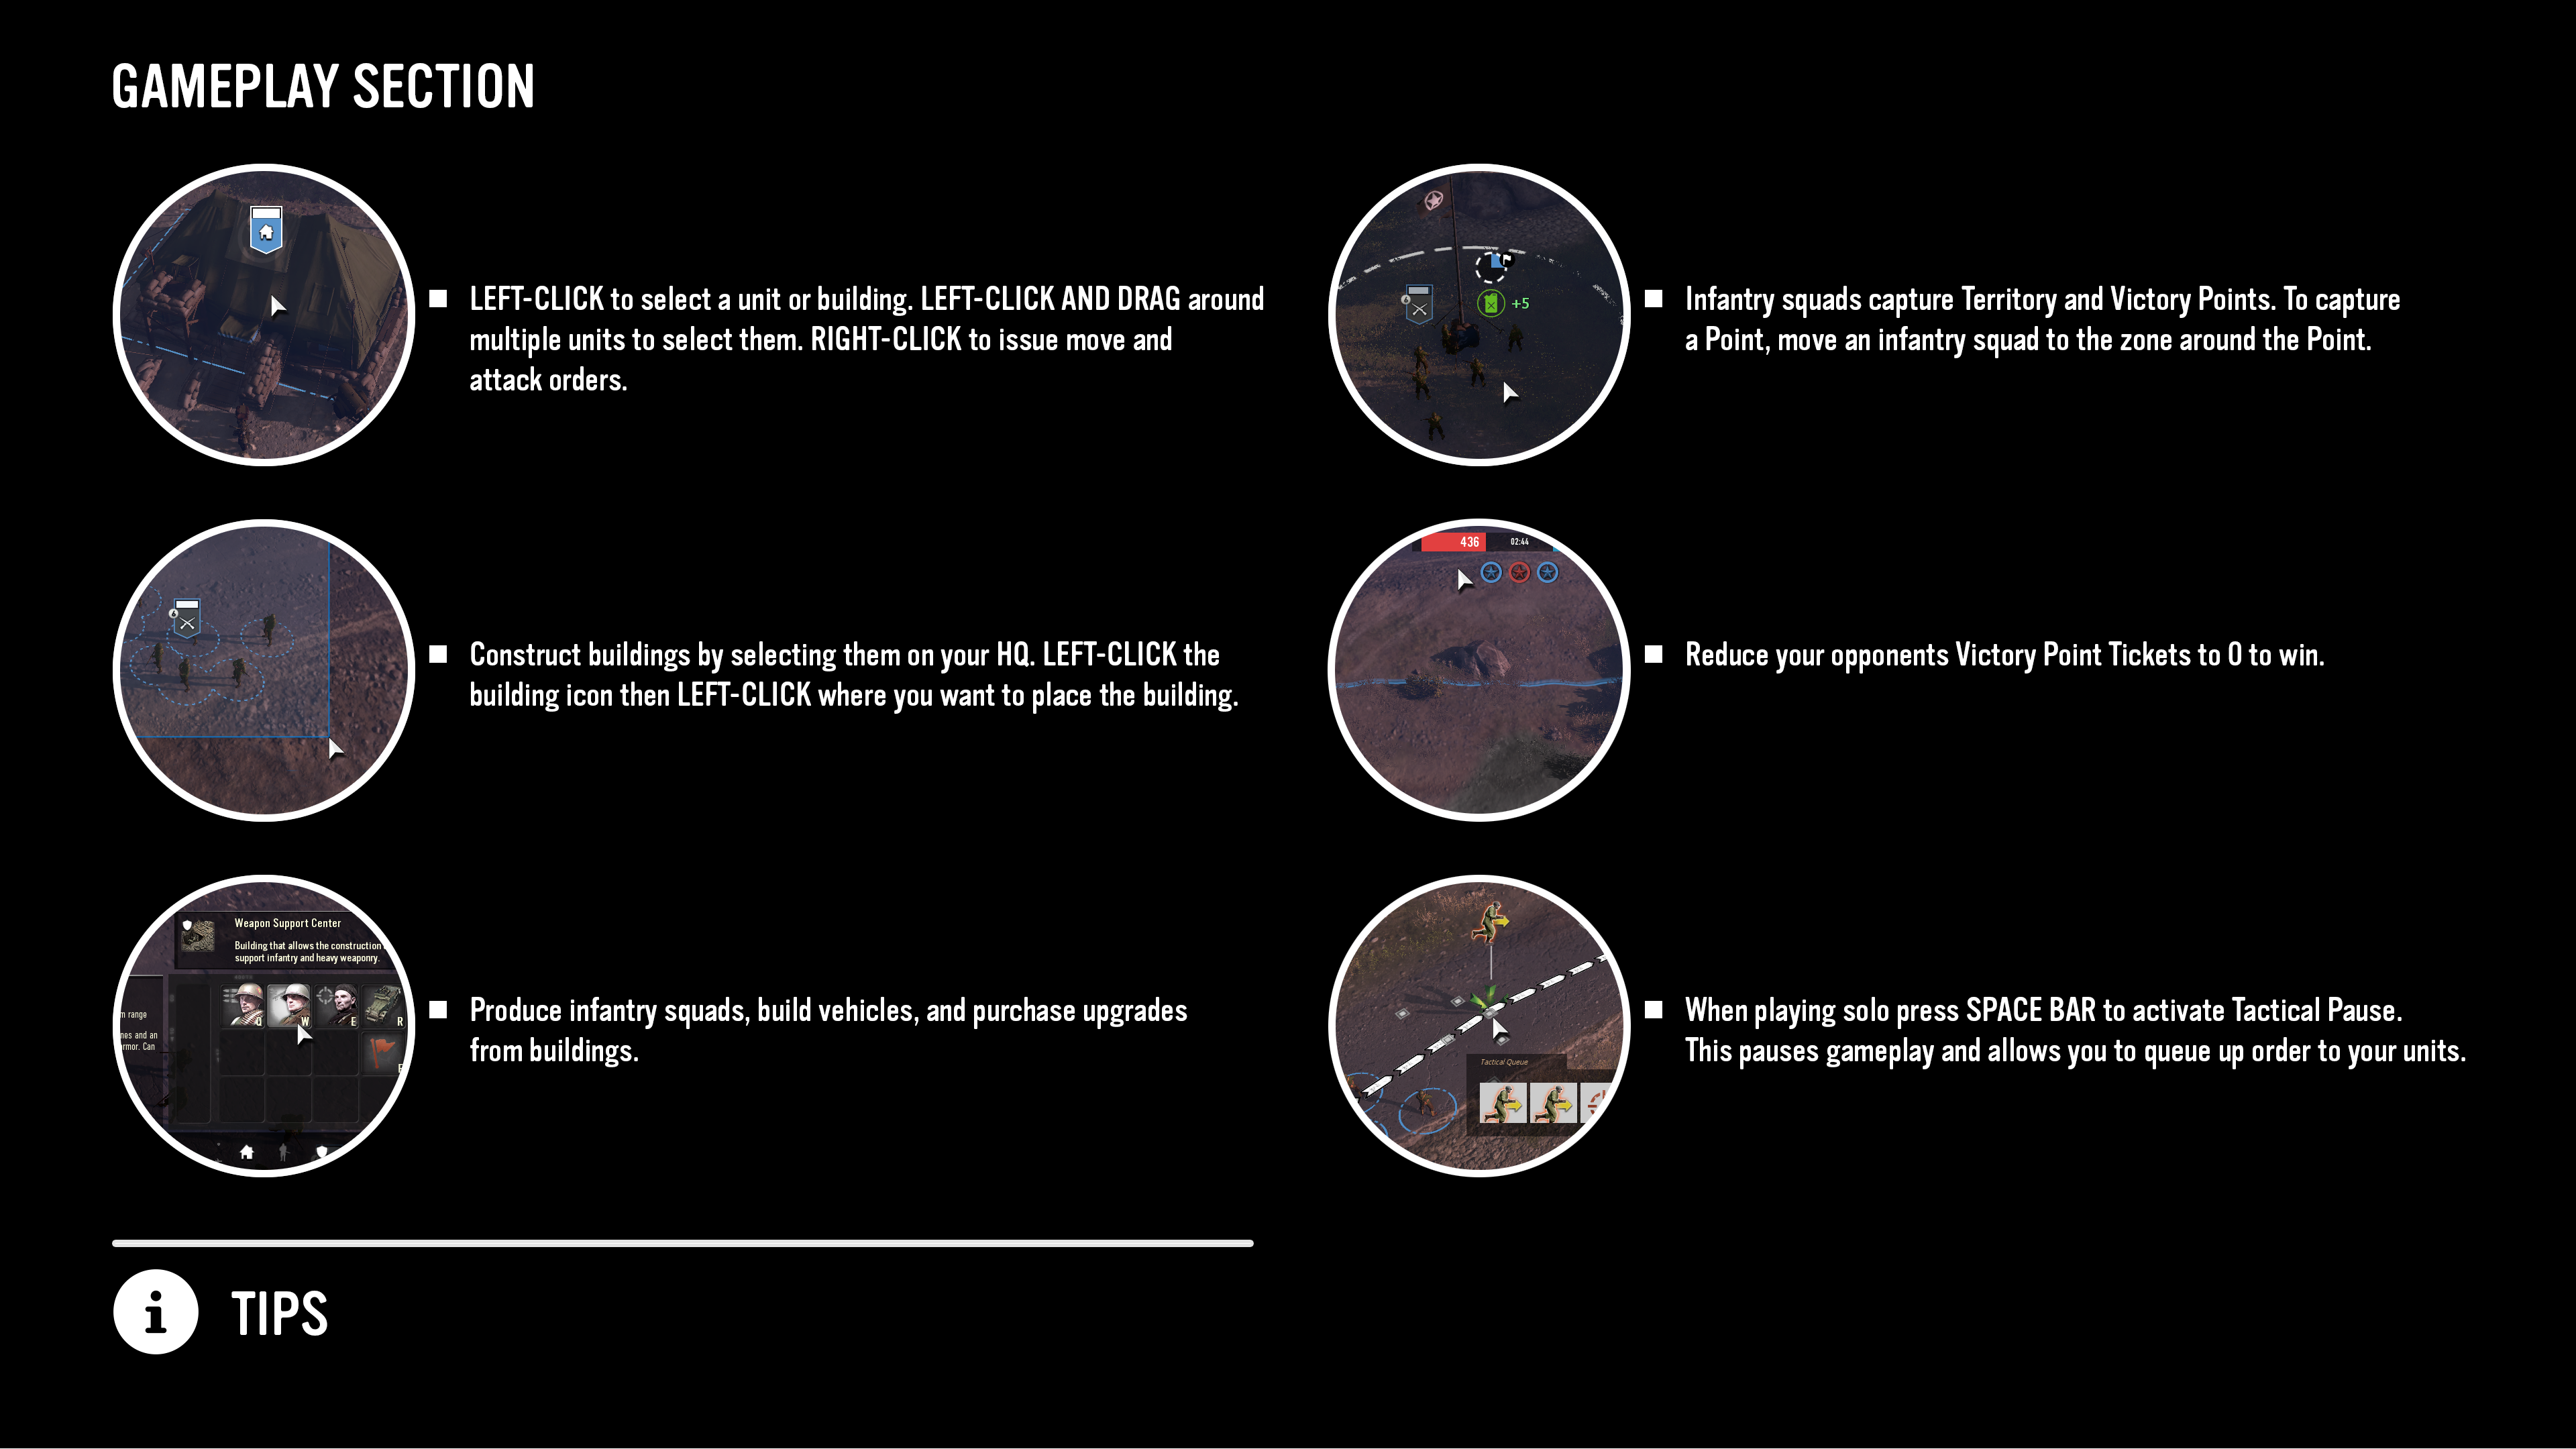 GAMEPLAY SECTION
LEFT-CLICK to select a unit or building. LEFT-CLICK AND DRAG around
multiple units to select them. RIGHT-CLICK to issue move and
attack orders.
Construct buildings by selecting them on your HQ. LEFT-CLICK the
building icon then LEFT-CLICK where you want to place the building.
Weapon Support Center
Building that allows the construction
support infantry and heavy weaponry.
range
and an
Can
Q W E R
Produce infantry squads, build vehicles, and purchase upgrades
from buildings.
+5
Infantry squads capture Territory and Victory Points. To capture
a Point, move an infantry squad to the zone around the Point.
436 02:44
Reduce your opponents Victory Point Tickets to 0 to win.
Tactical Queue
When playing solo press SPACE BAR to activate Tactical Pause.
This pauses gameplay and allows you to queue up order to your units.
i TIPS